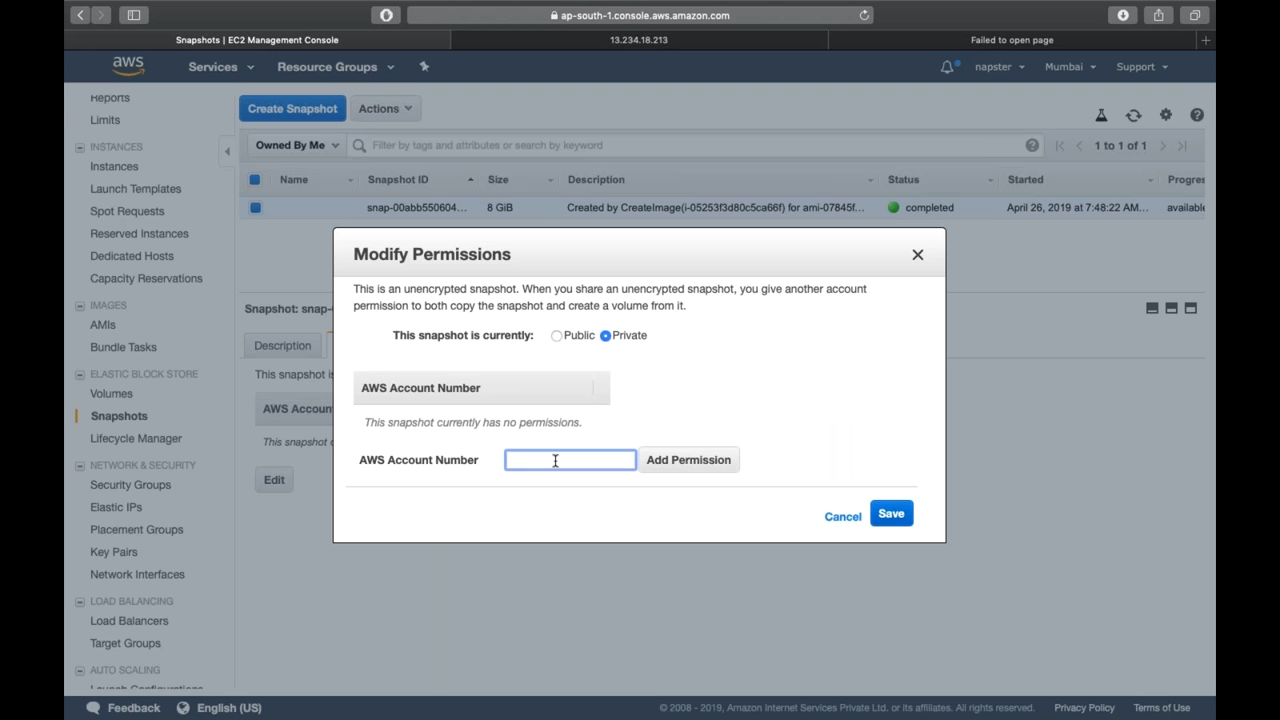 ap-south-1.console.aws.amazon.com
Snapshots | EC2 Management Console
13.234.18.213
Failed to open page
aws
Services
Resource Groups
napster
Mumbai
Support
Reports
Limits
INSTANCES
Instances
Launch Templates
Spot Requests
Reserved Instances
Dedicated Hosts
Capacity Reservations
IMAGES
AMIs
Bundle Tasks
ELASTIC BLOCK STORE
Volumes
Snapshots
Lifecycle Manager
NETWORK & SECURITY
Security Groups
Elastic IPs
Placement Groups
Key Pairs
Network Interfaces
LOAD BALANCING
Load Balancers
Target Groups
AUTO SCALING
Create Snapshot
Actions
Owned By Me
Filter by tags and attributes or search by keyword
1 to 1 of 1
Name Snapshot ID Size Description Status Started Progre
snap-00abb550604... 8 GiB Created by CreateImage(i-05253f3d80c5ca66f) for ami-07845f... completed April 26, 2019 at 7:48:22 AM... available
Snapshot: snap-
Description
This snapshot is
AWS Accoun
This snapshot c
Edit
Modify Permissions
This is an unencrypted snapshot. When you share an unencrypted snapshot, you give another account
permission to both copy the snapshot and create a volume from it.
This snapshot is currently: Public Private
AWS Account Number
This snapshot currently has no permissions.
AWS Account Number
Add Permission
Cancel
Save
Feedback
English (US)
© 2008 - 2019, Amazon Internet Services Private Ltd. or its affiliates. All rights reserved.
Privacy Policy
Terms of Use